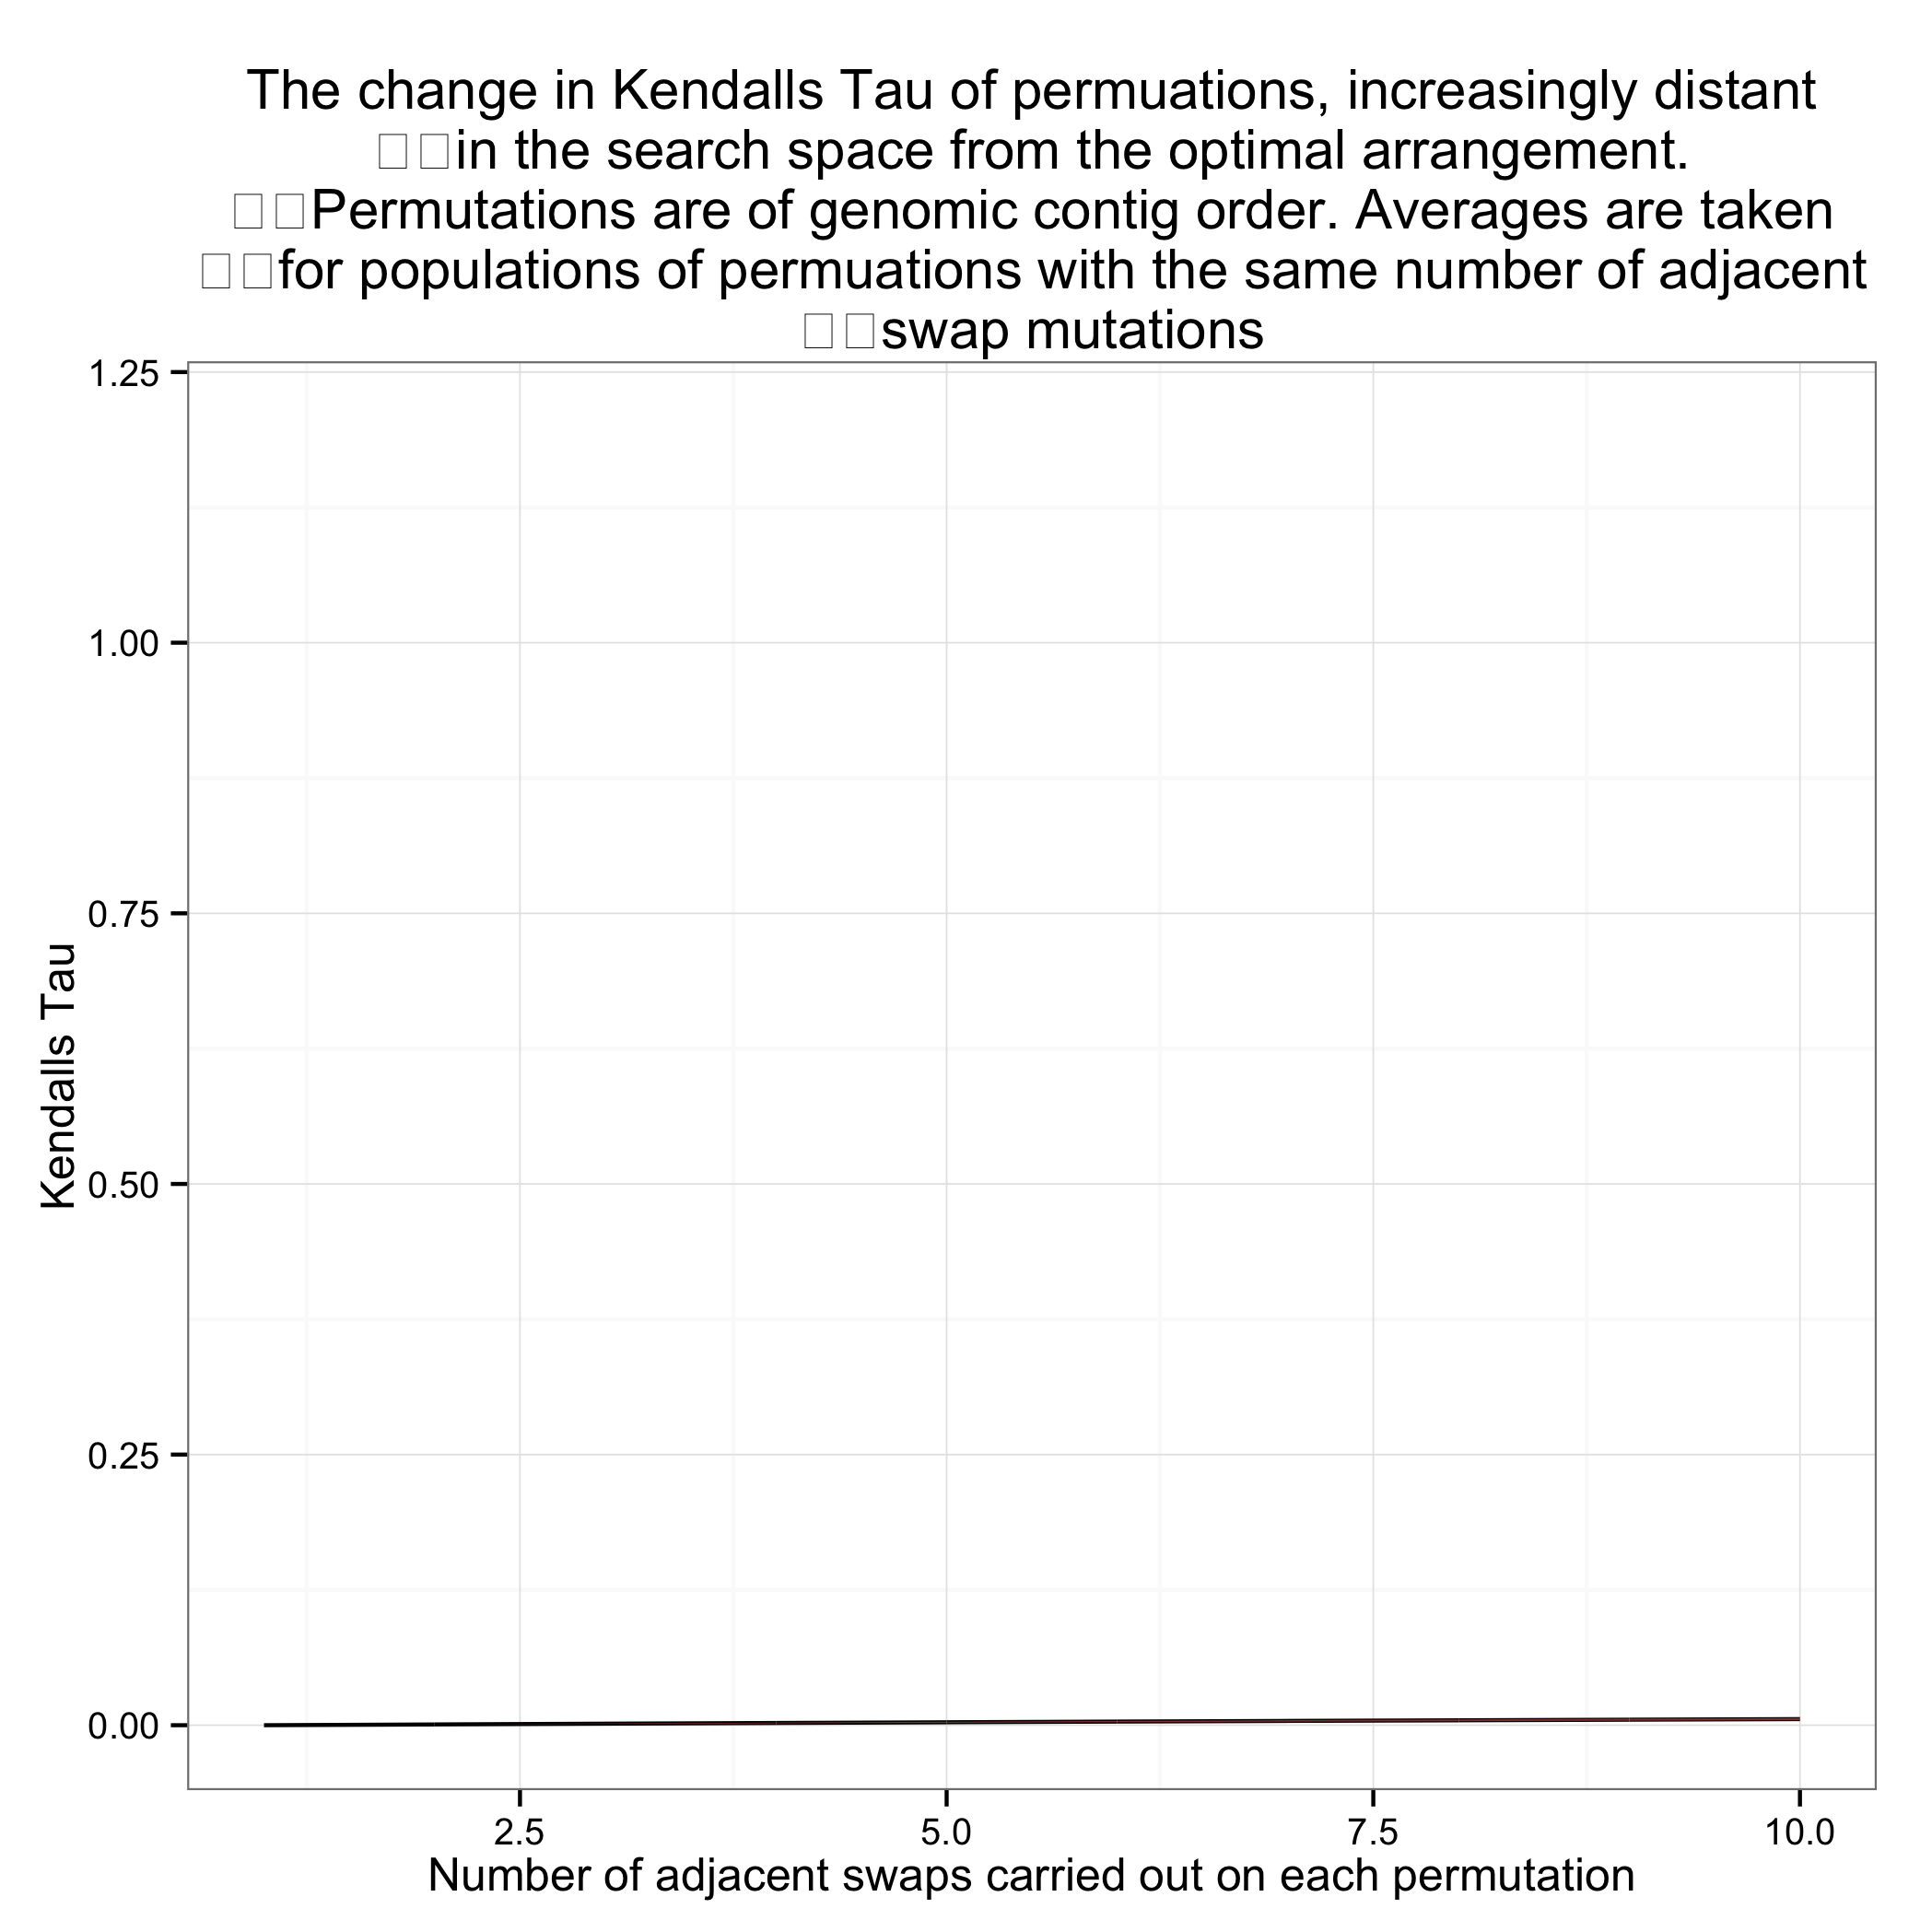 The change in Kendalls Tau of permuations, increasingly distant
□□in the search space from the optimal arrangement.
□□Permutations are of genomic contig order. Averages are taken
□□for populations of permuations with the same number of adjacent
□□swap mutations
1.25
1.00
0.75
0.50
0.25
0.00
Kendalls Tau
2.5 5.0 7.5 10.0
Number of adjacent swaps carried out on each permutation